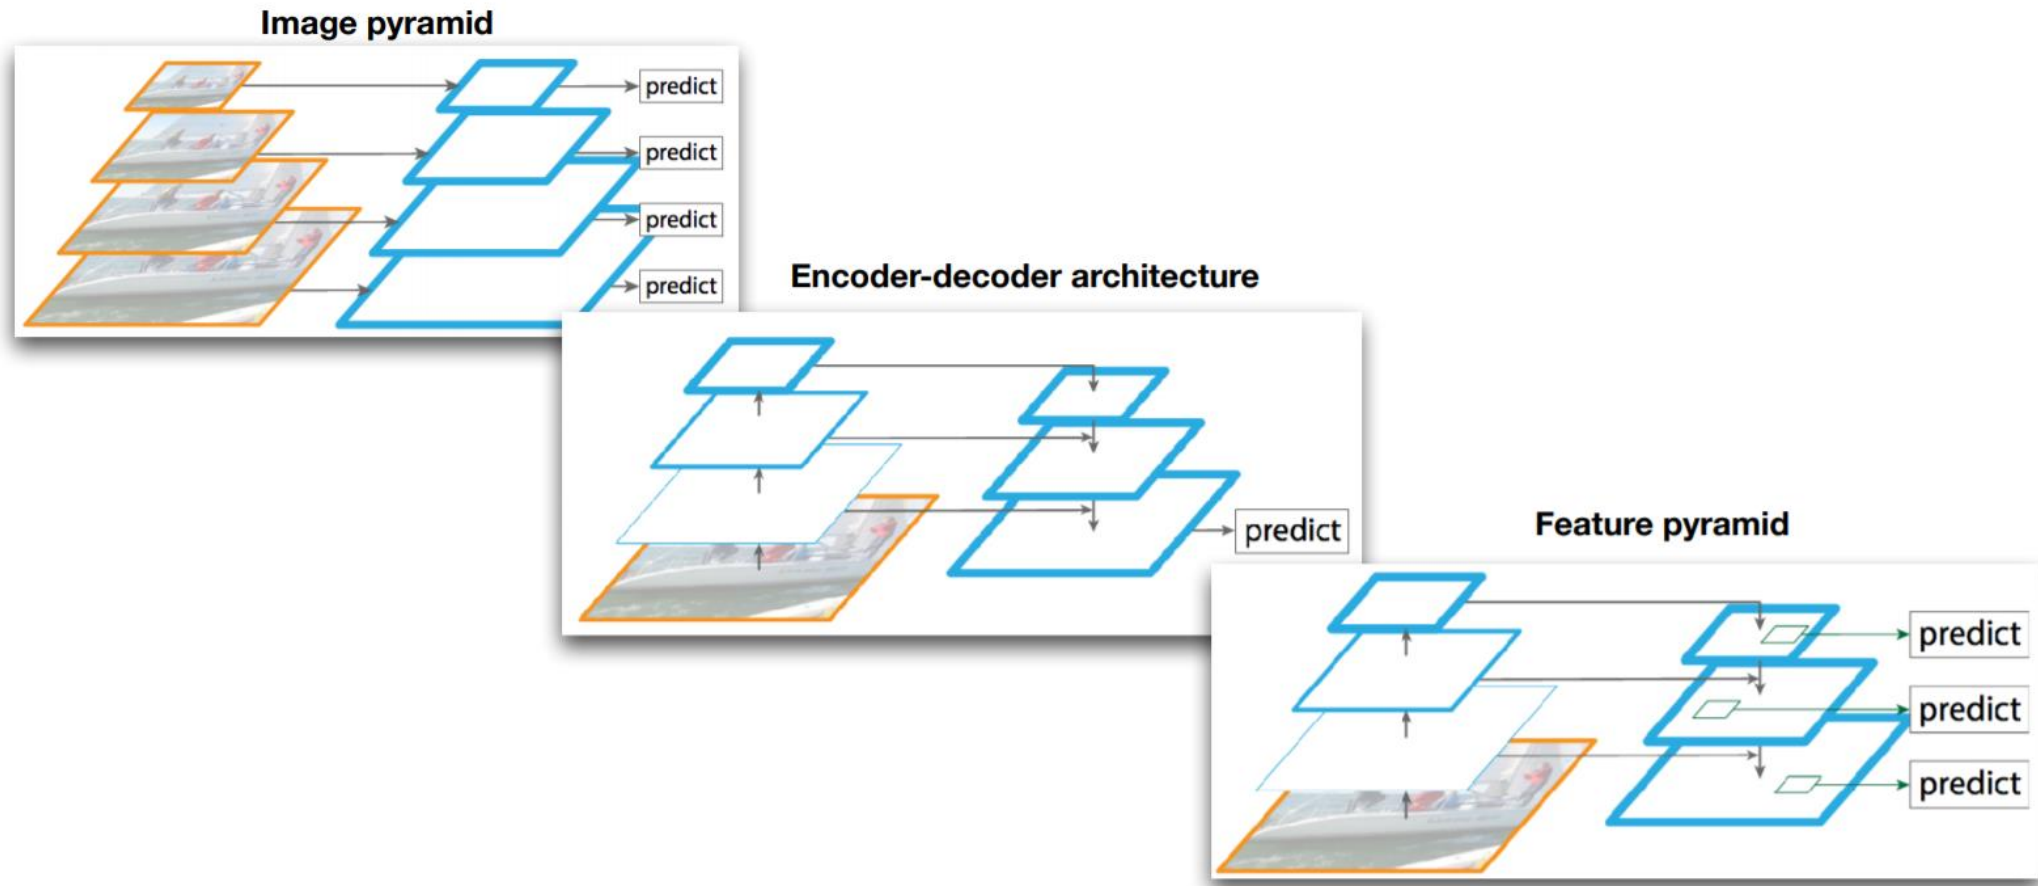 Image pyramid
predict
predict
predict
predict
Encoder-decoder architecture
predict
Feature pyramid
predict
predict
predict